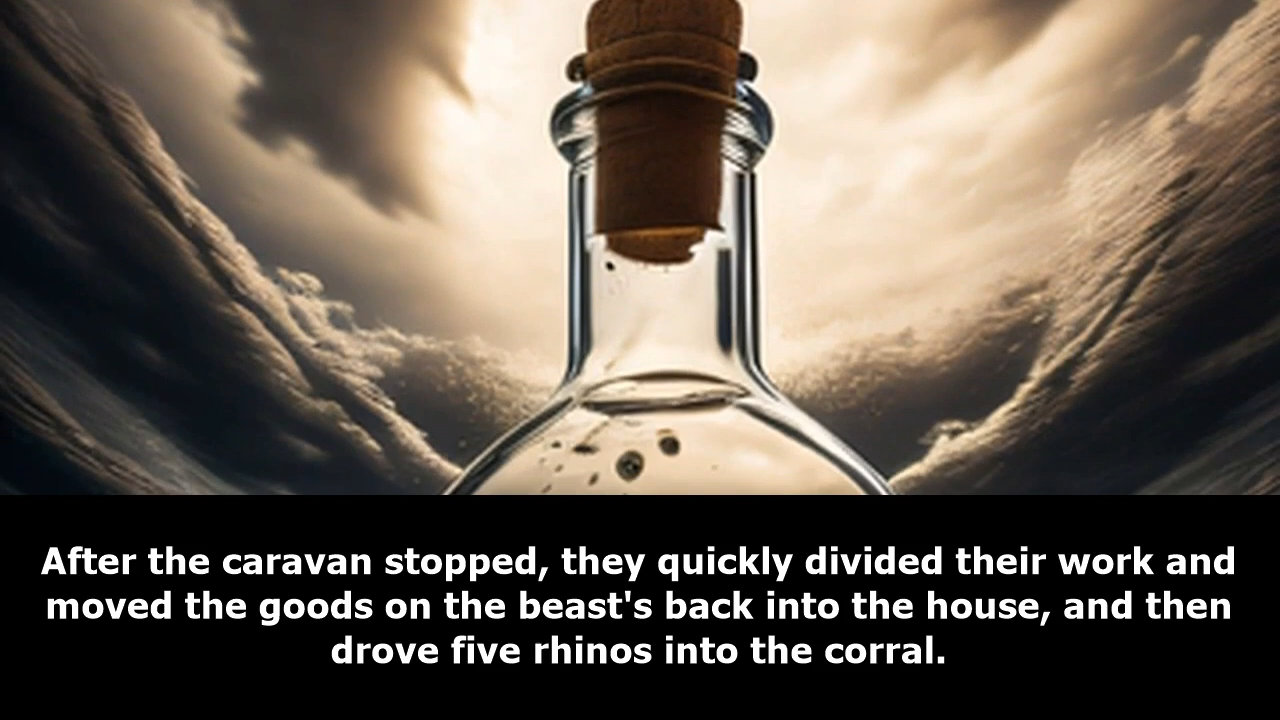 After the caravan stopped, they quickly divided their work and
moved the goods on the beast's back into the house, and then
drove five rhinos into the corral.